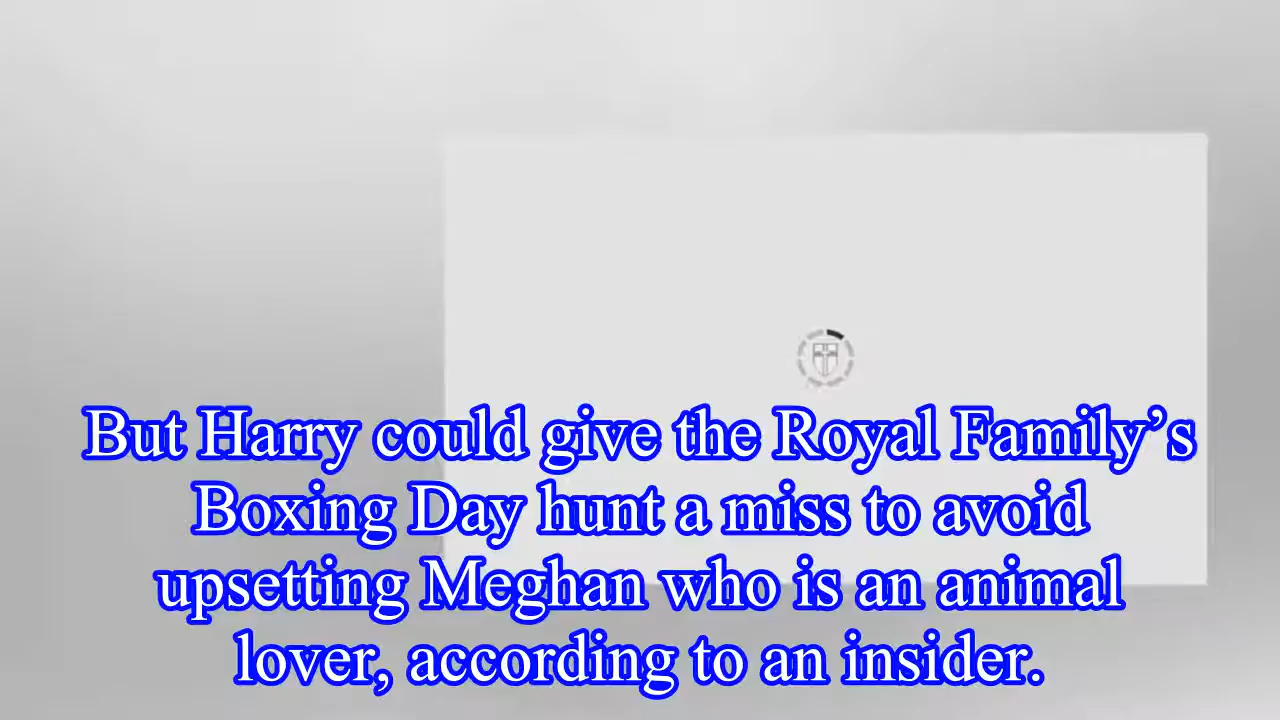 But Harry could give the Royal Family’s
Boxing Day hunt a miss to avoid
upsetting Meghan who is an animal
lover, according to an insider.